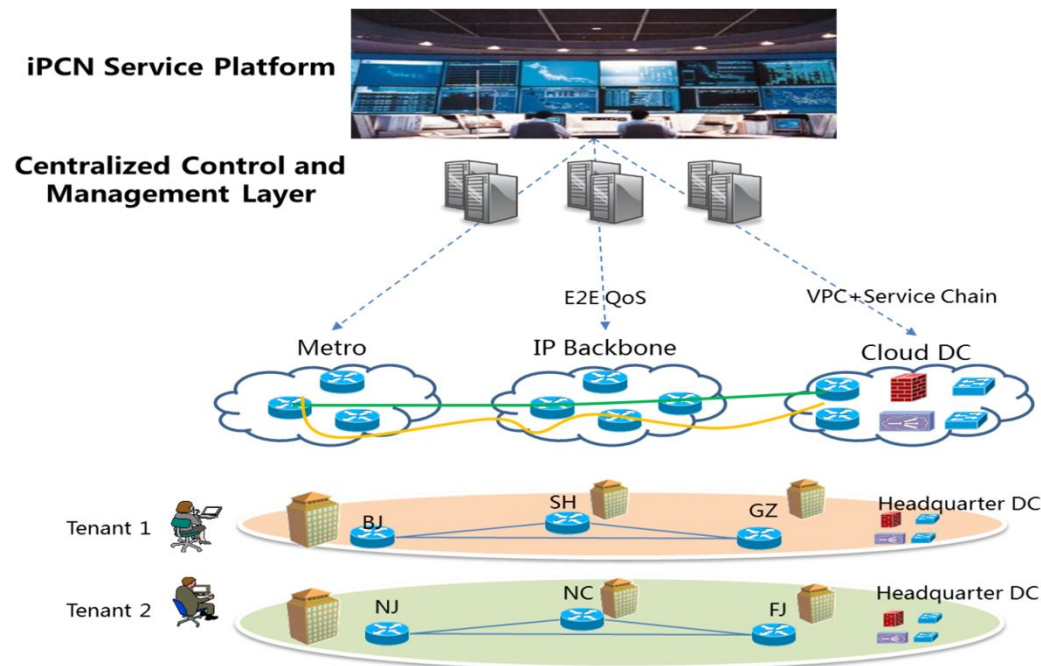 iPCN Service Platform
Centralized Control and
Management Layer
E2E QoS
VPC+Service Chain
Metro
IP Backbone
Cloud DC
Tenant 1
BJ
SH
GZ
Headquarter DC
Tenant 2
NJ
NC
FJ
Headquarter DC